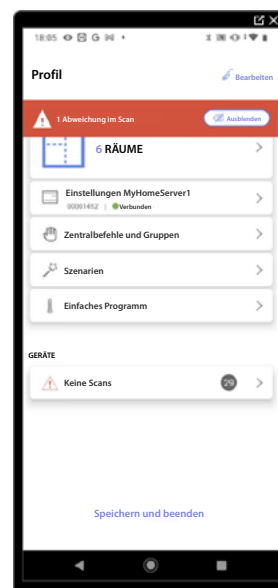 18:05
Profil
Bearbeiten
1 Abweichung im Scan
Ausblenden
6 RÄUME
Einstellungen MyHomeServer1
00001452 | Verbunden
Zentralbefehle und Gruppen
Szenarien
Einfaches Programm
GERÄTE
Keine Scans
29
Speichern und beenden